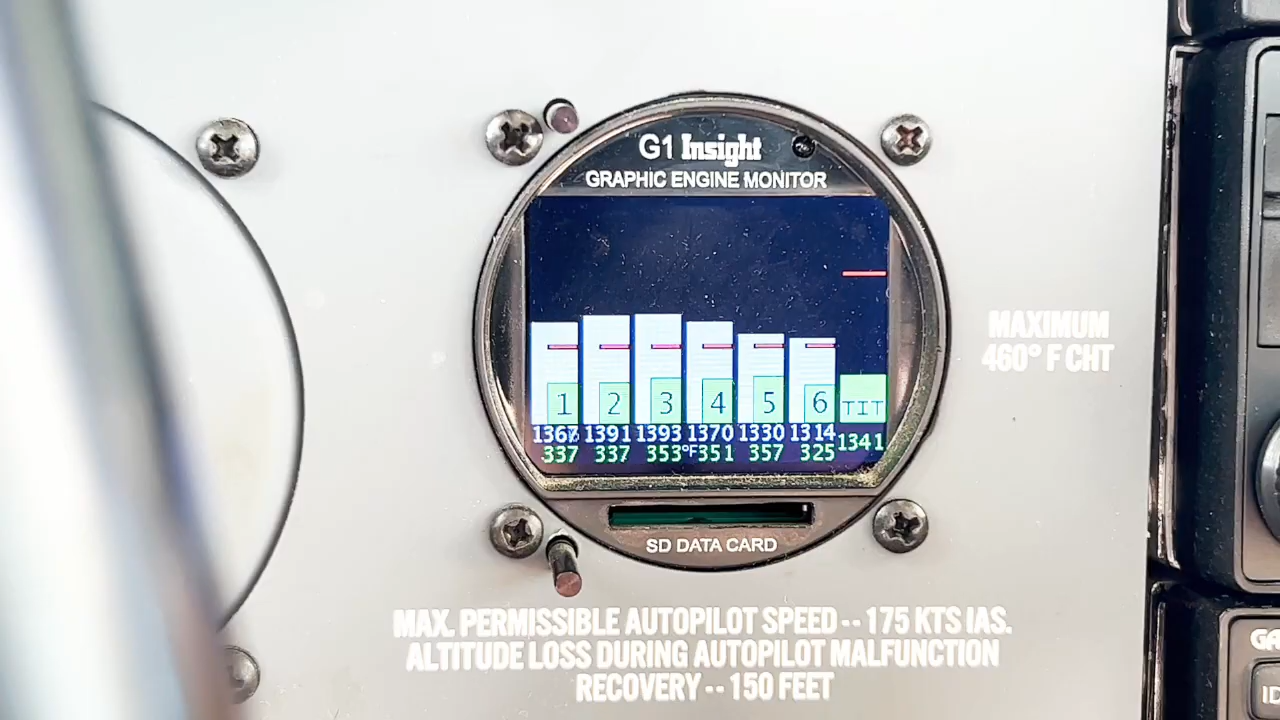 G1 Insight
GRAPHIC ENGINE MONITOR
1 2 3 4 5 6 TIT
1367 1391 1393 1370 1330 1314 1341
337 337 353°F 351 357 325
SD DATA CARD
MAXIMUM
460° F CHT
MAX. PERMISSIBLE AUTOPILOT SPEED -- 175 KTS IAS.
ALTITUDE LOSS DURING AUTOPILOT MALFUNCTION
RECOVERY -- 150 FEET
ID